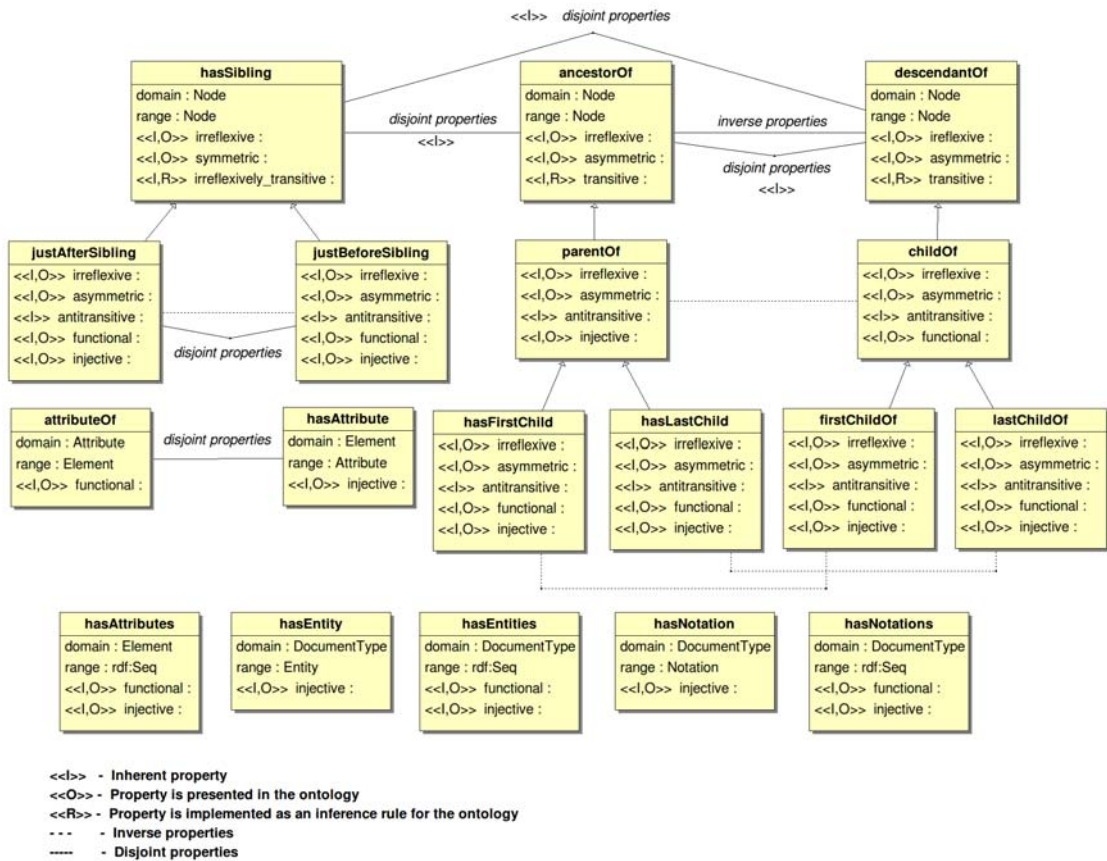 <<I>> disjoint properties
hasSibling
domain : Node
range : Node
<<I,O>> irreflexive :
<<I,O>> symmetric :
<<I,R>> irreflexively_transitive :
disjoint properties
<<I>>
ancestorOf
domain : Node
range : Node
<<I,O>> irreflexive :
<<I,O>> asymmetric :
<<I,R>> transitive :
inverse properties
disjoint properties
<<I>>
descendantOf
domain : Node
range : Node
<<I,O>> ireflexive :
<<I,O>> asymmetric :
<<I,R>> transitive :
justAfterSibling
<<I,O>> irreflexive :
<<I,O>> asymmetric :
<<I>> antitransitive :
<<I,O>> functional :
<<I,O>> injective :
disjoint properties
justBeforeSibling
<<I,O>> irreflexive :
<<I,O>> asymmetric :
<<I>> antitransitive :
<<I,O>> functional :
<<I,O>> injective :
parentOf
<<I,O>> irreflexive :
<<I,O>> asymmetric :
<<I>> antitransitive :
<<I,O>> injective :
childOf
<<I,O>> irreflexive :
<<I,O>> asymmetric :
<<I>> antitransitive :
<<I,O>> functional :
attributeOf
domain : Attribute
range : Element
<<I,O>> functional :
disjoint properties
hasAttribute
domain : Element
range : Attribute
<<I,O>> injective :
hasFirstChild
<<I,O>> irreflexive :
<<I,O>> asymmetric :
<<I>> antitransitive :
<<I,O>> functional :
<<I,O>> injective :
hasLastChild
<<I,O>> irreflexive :
<<I,O>> asymmetric :
<<I>> antitransitive :
<<I,O>> functional :
<<I,O>> injective :
firstChildOf
<<I,O>> irreflexive :
<<I,O>> asymmetric :
<<I>> antitransitive :
<<I,O>> functional :
<<I,O>> injective :
lastChildOf
<<I,O>> irreflexive :
<<I,O>> asymmetric :
<<I>> antitransitive :
<<I,O>> functional :
<<I,O>> injective :
hasAttributes
domain : Element
range : rdf:Seq
<<I,O>> functional :
<<I,O>> injective :
hasEntity
domain : DocumentType
range : Entity
<<I,O>> injective :
hasEntities
domain : DocumentType
range : rdf:Seq
<<I,O>> functional :
<<I,O>> injective :
hasNotation
domain : DocumentType
range : Notation
<<I,O>> injective :
hasNotations
domain : DocumentType
range : rdf:Seq
<<I,O>> functional :
<<I,O>> injective :
<<I>> - Inherent property
<<O>> - Property is presented in the ontology
<<R>> - Property is implemented as an inference rule for the ontology
- - - - Inverse properties
----- - Disjoint properties